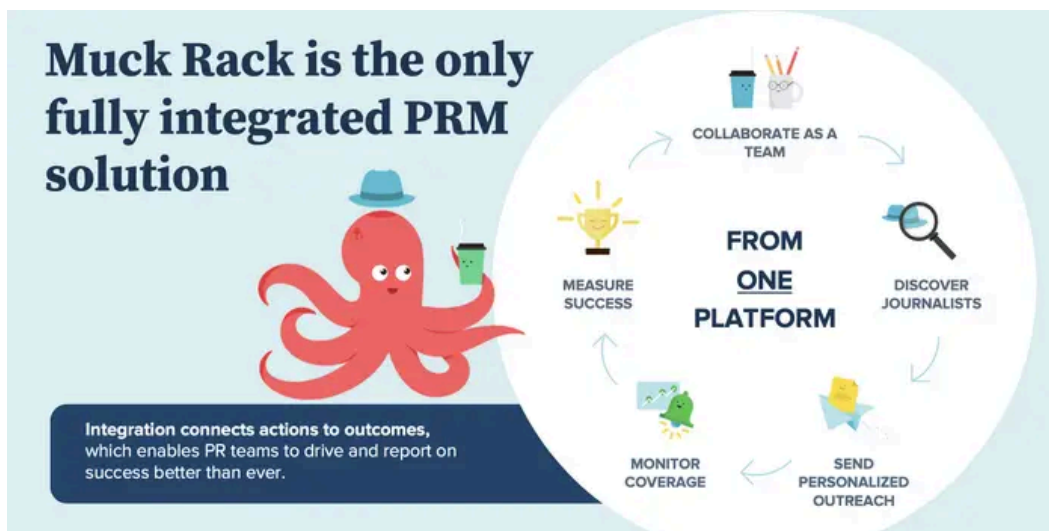 Muck Rack is the only
fully integrated PRM
solution
COLLABORATE AS A
TEAM
DISCOVER
JOURNALISTS
SEND
PERSONALIZED
OUTREACH
MONITOR
COVERAGE
MEASURE
SUCCESS
FROM
ONE
PLATFORM
Integration connects actions to outcomes,
which enables PR teams to drive and report on
success better than ever.